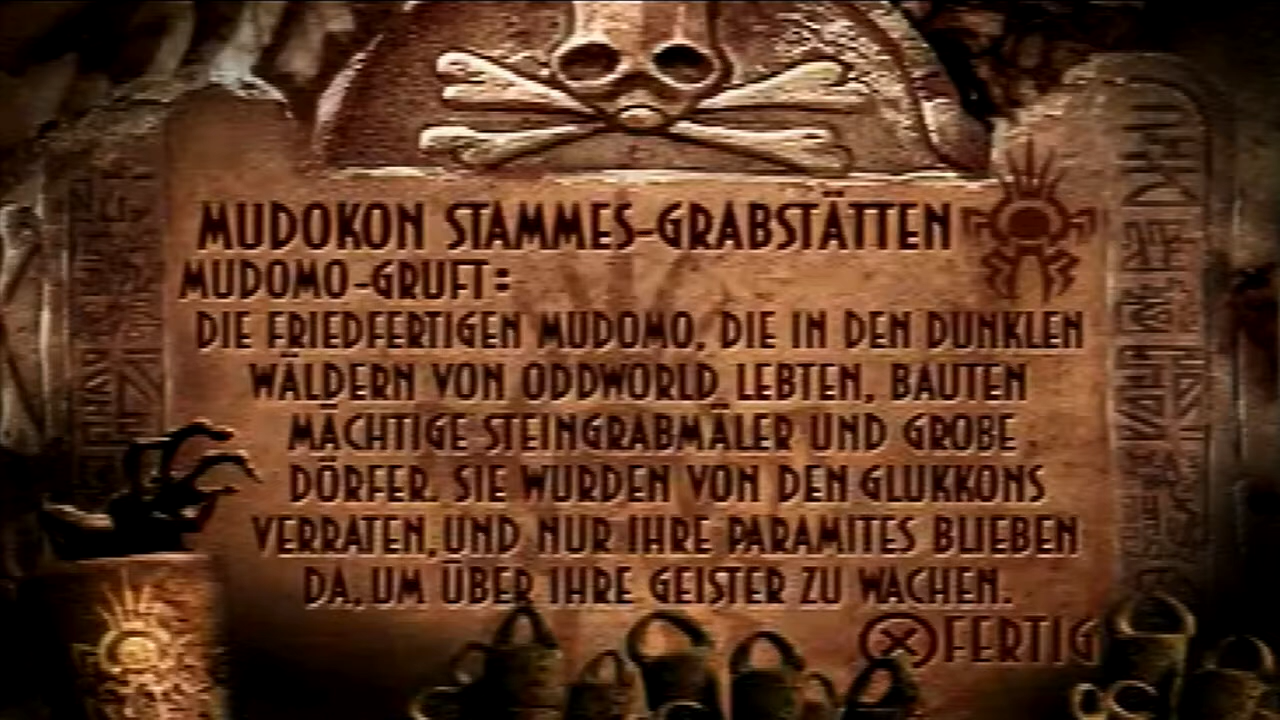 MUDOKON STAMMES-GRABSTÄTTEN
MUDOMO-GRUFT:
DIE FRIEDFERTIGEN MUDOMO, DIE IN DEN DUNKLEN
WÄLDERN VON ODDWORLD LEBTEN, BAUTEN
MÄCHTIGE STEINGRABMÄLER UND GROBE
DÖRFER. SIE WURDEN VON DEN GLUKKONS
VERRATEN, UND NUR IHRE PARAMITES BLIEBEN
DA, UM ÜBER IHRE GEISTER ZU WACHEN.
FERTIG